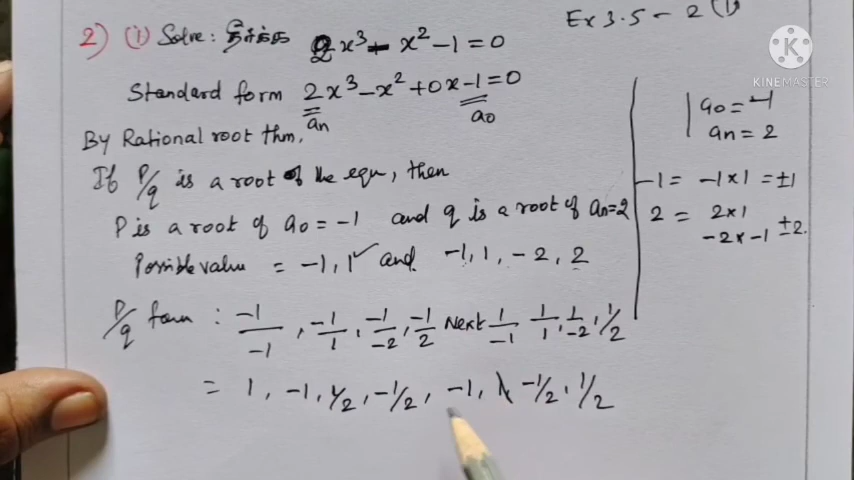 Ex 3.5 - 2 (i)
2) (i) Solve: தீர்க்க 2x³ - x² - 1 = 0
KINEMASTER
Standard form 2x³ - x² + 0x - 1 = 0
an a₀
a₀ = -1
an = 2
By Rational root thm,
If P/q is a root of the equ, then
-1 = -1 × 1 = ±1
P is a root of a₀ = -1 and q is a root of an = 2
2 = 2 × 1
-2 × -1 ±2.
Possible value = -1, 1 ✓ and -1, 1, -2, 2
P/q form : -1/-1, -1/1, -1/-2, -1/2 Next 1/-1 1/1, 1/-2, 1/2
= 1, -1, 1/2, -1/2, -1, 1 -1/2, 1/2